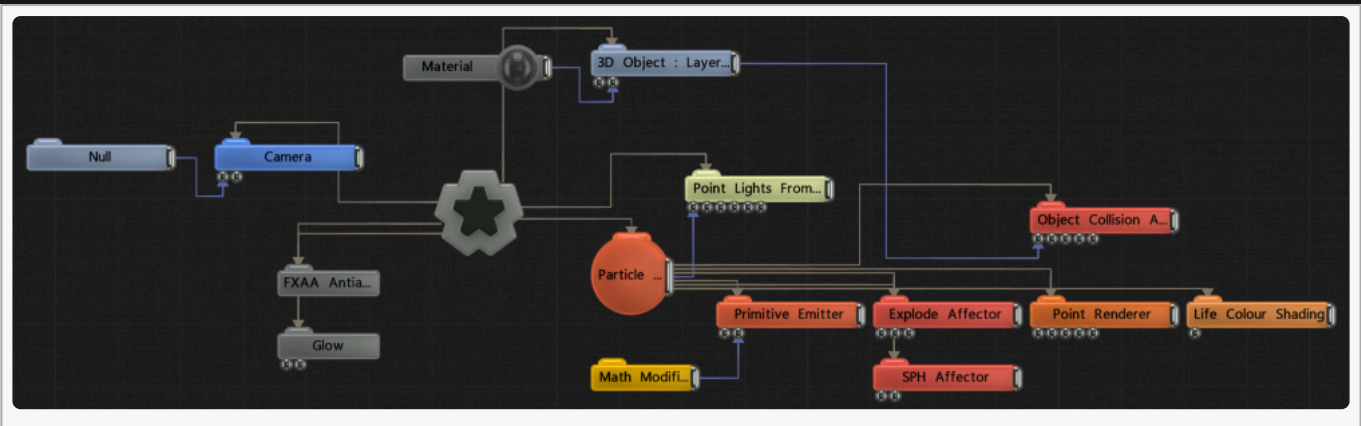 Material
3D Object : Layer...
Null
Camera
Point Lights From...
Object Collision A...
Particle ...
FXAA Antia...
Primitive Emitter
Explode Affector
Point Renderer
Life Colour Shading
Glow
Math Modifi...
SPH Affector